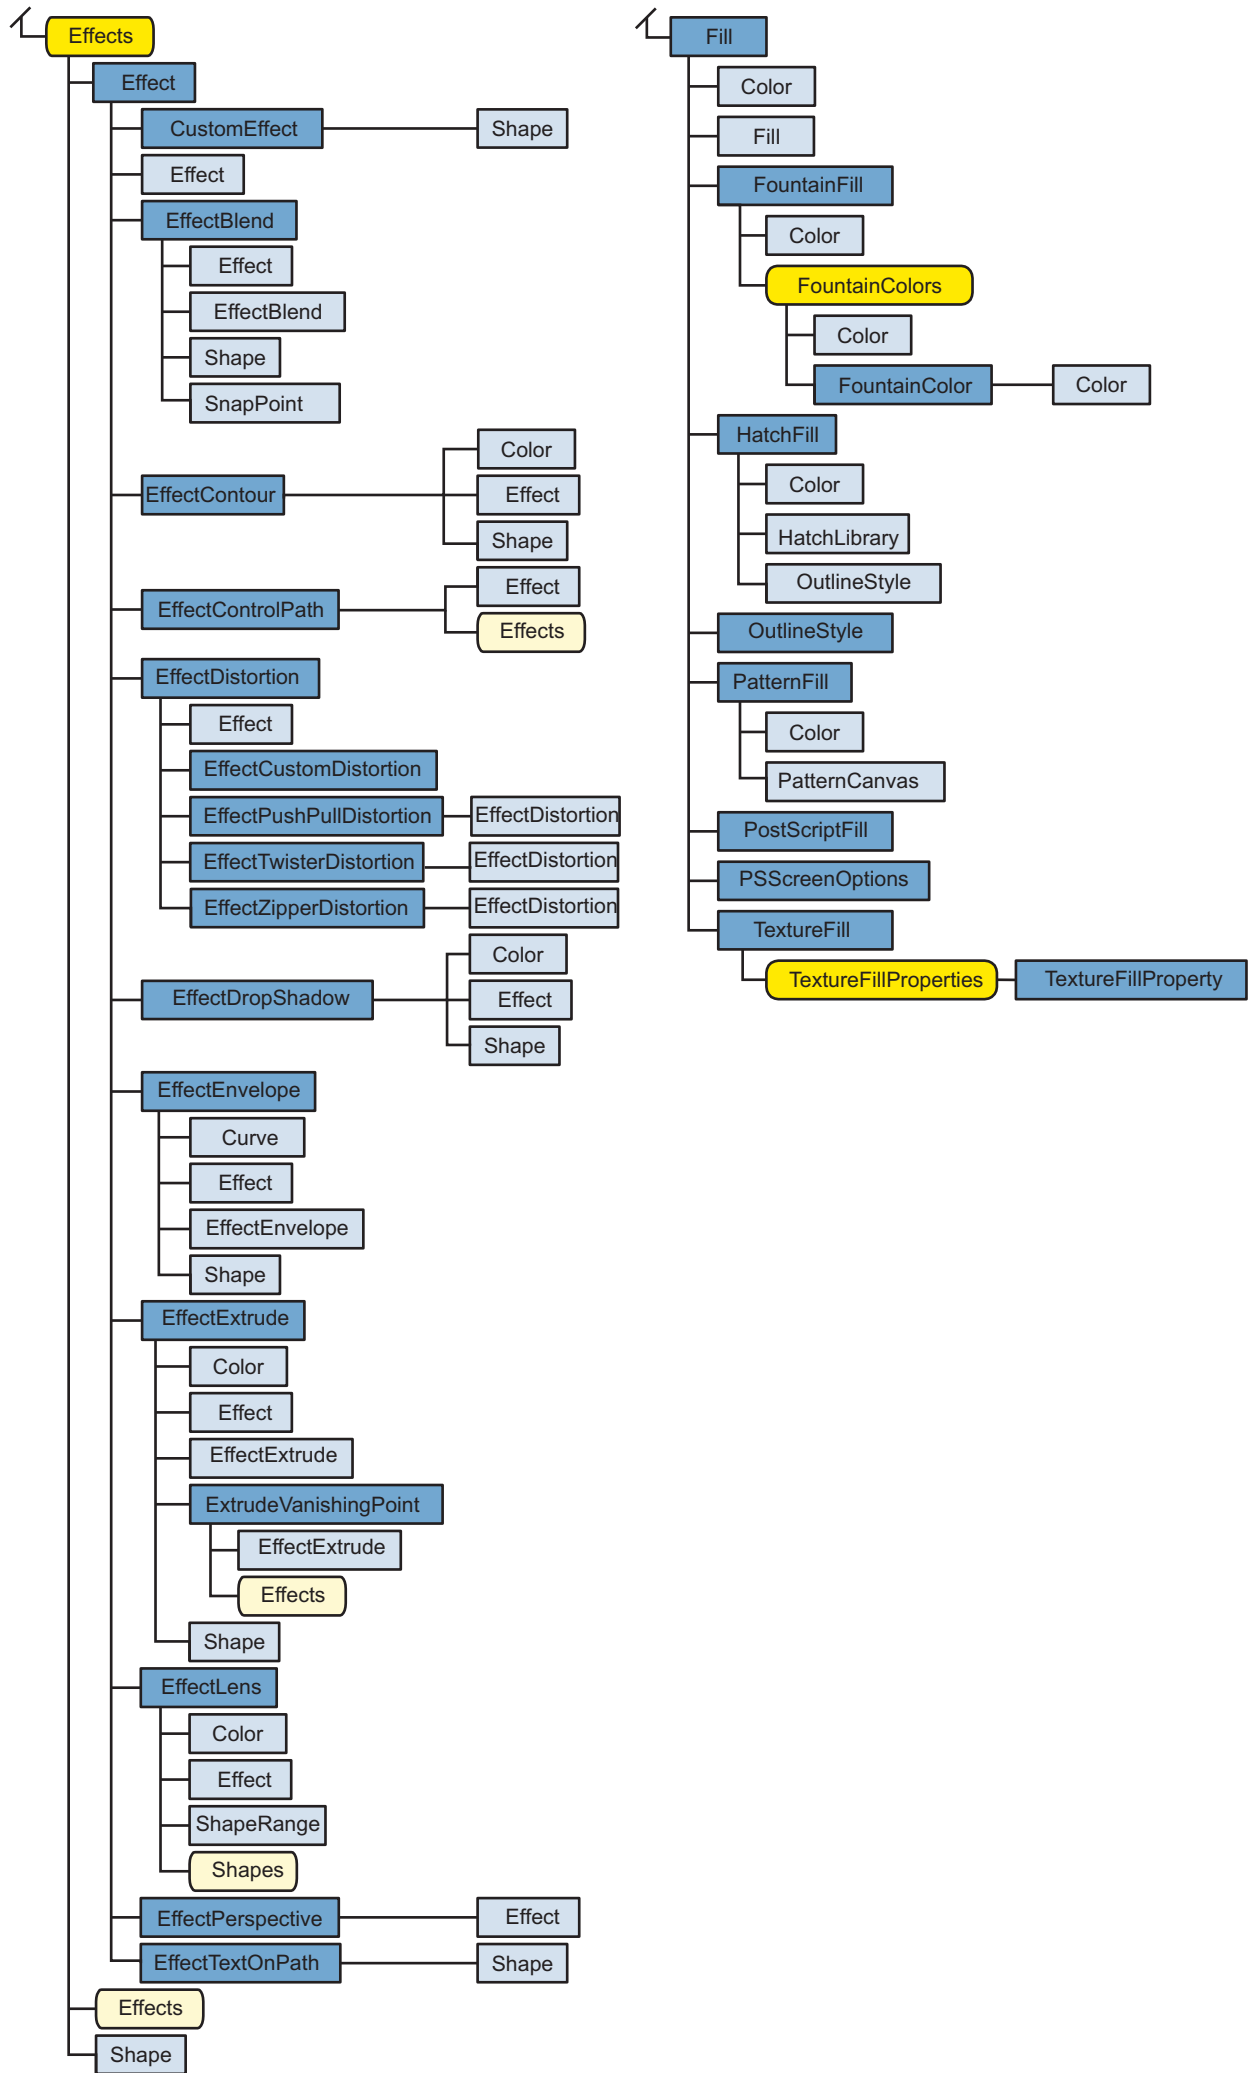 Effects
Effect
CustomEffect
Shape
Effect
EffectBlend
Effect
EffectBlend
Shape
SnapPoint
Color
EffectContour
Effect
Shape
Effect
EffectControlPath
Effects
EffectDistortion
Effect
EffectCustomDistortion
EffectPushPullDistortion
EffectDistortion
EffectTwisterDistortion
EffectDistortion
EffectZipperDistortion
EffectDistortion
Color
EffectDropShadow
Effect
Shape
EffectEnvelope
Curve
Effect
EffectEnvelope
Shape
EffectExtrude
Color
Effect
EffectExtrude
ExtrudeVanishingPoint
EffectExtrude
Effects
Shape
EffectLens
Color
Effect
ShapeRange
Shapes
EffectPerspective
Effect
EffectTextOnPath
Shape
Effects
Shape
Fill
Color
Fill
FountainFill
Color
FountainColors
Color
FountainColor
Color
HatchFill
Color
HatchLibrary
OutlineStyle
OutlineStyle
PatternFill
Color
PatternCanvas
PostScriptFill
PSScreenOptions
TextureFill
TextureFillProperties
TextureFillProperty